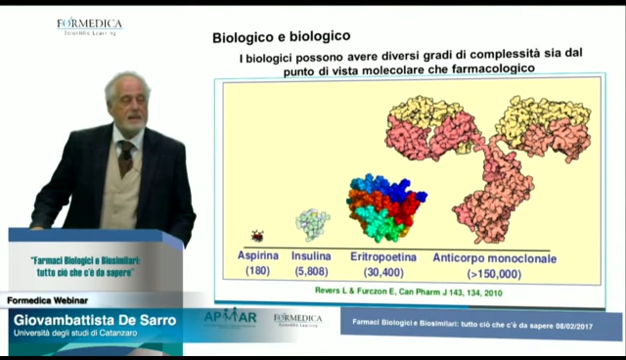 FORMEDICA
Scientific Learning
Biologico e biologico
I biologici possono avere diversi gradi di complessità sia dal
punto di vista molecolare che farmacologico
Aspirina
(180)
Insulina
(5,808)
Eritropoetina
(30,400)
Anticorpo monoclonale
(>150,000)
Revers L & Furczon E, Can Pharm J 143, 134, 2010
"Farmaci Biologici e Biosimilari:
tutto ciò che c'è da sapere"
Formedica Webinar
Giovambattista De Sarro
Università degli studi di Catanzaro
APMAR
FORMEDICA
Scientific Learning
Farmaci Biologici e Biosimilari: tutto ciò che c'è da sapere 08/02/2017